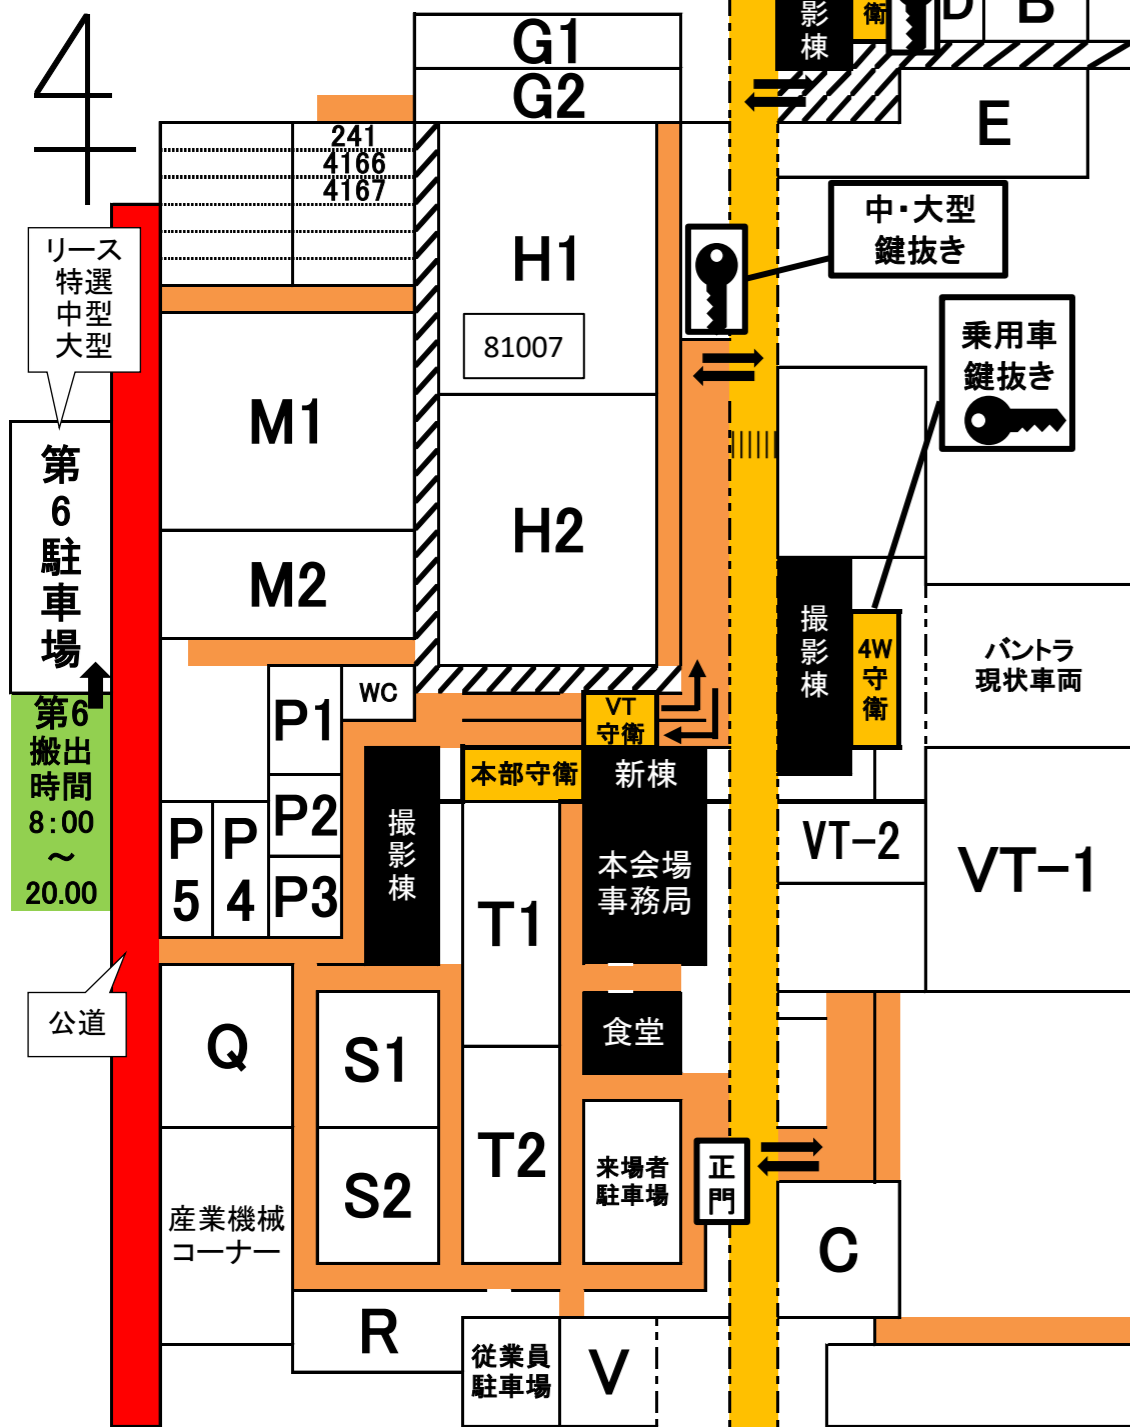 影
棟
衛
D
B
4
G1
G2
E
241
4166
4167
リース
特選
中型
大型
H1
81007
中・大型
鍵抜き
乗用車
鍵抜き
M1
M2
H2
第
6
駐
車
場
第6
搬出
時間
8:00
～
20.00
撮
影
棟
4W
守
衛
バントラ
現状車両
WC
VT
守衛
P1
P2
P3
P
5
P
4
撮
影
棟
本部守衛
新棟
本会場
事務局
VT-2
VT-1
T1
公道
Q
S1
食堂
T2
S2
来場者
駐車場
正
門
産業機械
コーナー
C
R
従業員
駐車場
V